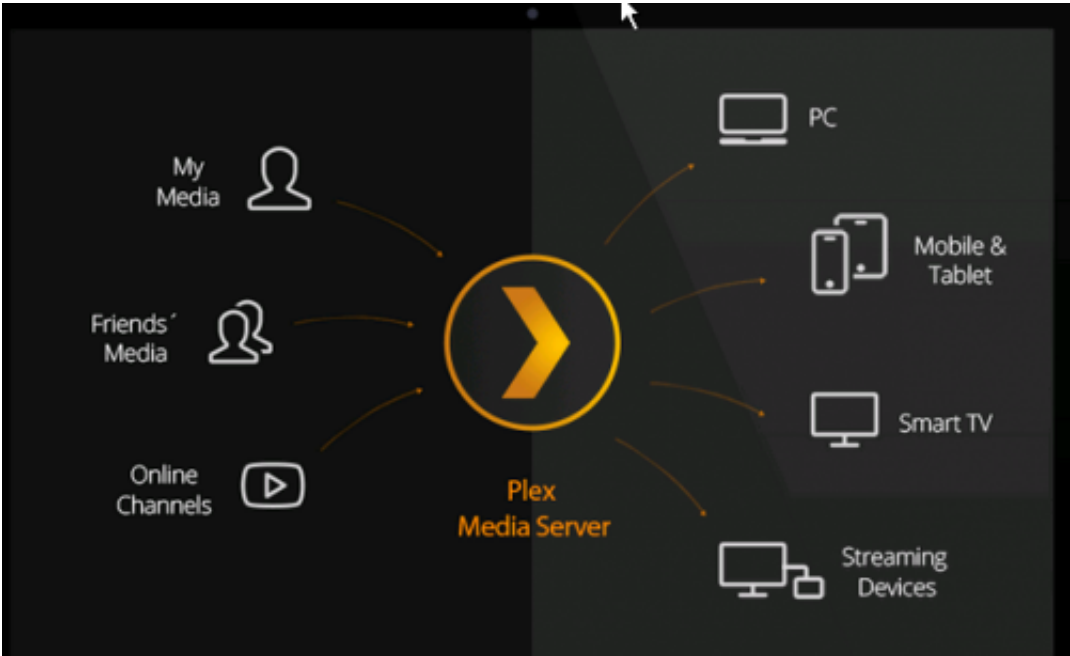 My
Media
Friends´
Media
Online
Channels
Plex
Media Server
PC
Mobile &
Tablet
Smart TV
Streaming
Devices